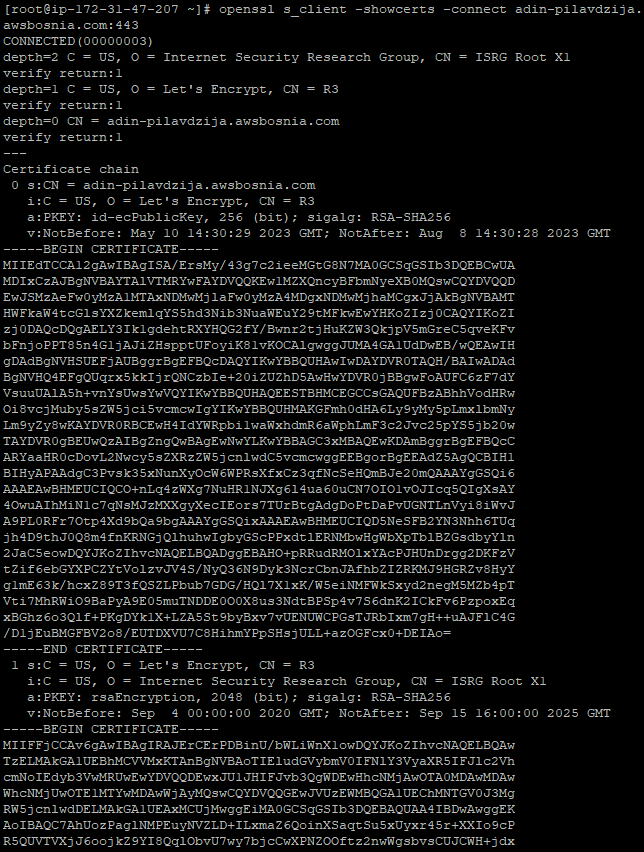 [root@ip-172-31-47-207 ~]# openssl s_client -showcerts -connect adin-pilavdzija.
awsbosnia.com:443
CONNECTED(00000003)
depth=2 C = US, O = Internet Security Research Group, CN = ISRG Root X1
verify return:1
depth=1 C = US, O = Let's Encrypt, CN = R3
verify return:1
depth=0 CN = adin-pilavdzija.awsbosnia.com
verify return:1
---
Certificate chain
 0 s:CN = adin-pilavdzija.awsbosnia.com
   i:C = US, O = Let's Encrypt, CN = R3
   a:PKEY: id-ecPublicKey, 256 (bit); sigalg: RSA-SHA256
   v:NotBefore: May 10 14:30:29 2023 GMT; NotAfter: Aug  8 14:30:28 2023 GMT
-----BEGIN CERTIFICATE-----
MIIEdTCCA12gAwIBAgISA/ErsMy/43g7c2ieeMGtG8N7MA0GCSqGSIb3DQEBCwUA
MDIxCzAJBgNVBAYTAlVTMRYwFAYDVQQKEw1MZXQncyBFbmNyeXB0MQswCQYDVQQD
EwJSMzAeFw0yMzA1MTAxNDMwMjlaFw0yMzA4MDgxNDMwMjhaMCgxJjAkBgNVBAMT
HWFkaW4tcGlsYXZkemlqYS5hd3Nib3NuaWEuY29tMFkwEwYHKoZIzj0CAQYIKoZI
zj0DAQcDQgAELY3Ik1gdehtRXYHQG2fY/Bwnr2tjHuKZW3QkjpV5mGreC5qveKFv
bFnjoPPT85n4GljAJiZHspptUFoyiK81vKOCAlgwggJUMA4GA1UdDwEB/wQEAwIH
gDAdBgNVHSUEFjAUBggrBgEFBQcDAQYIKwYBBQUHAwIwDAYDVR0TAQH/BAIwADAd
BgNVHQ4EFgQUqrx5kkIjrQNCzbIe+20iZUZhD5AwHwYDVR0jBBgwFoAUFC6zF7dY
VsuuUAlA5h+vnYsUwsYwVQYIKwYBBQUHAQEESTBHMCEGCCsGAQUFBzABhhVodHRw
Oi8vcjMuby5sZW5jci5vcmcwIgYIKwYBBQUHMAKGFmh0dHA6Ly9yMy5pLmxlbmNy
Lm9yZy8wKAYDVR0RBCEwH4IdYWRpbi1waWxhdmR6aWphLmF3c2Jvc25pYS5jb20w
TAYDVR0gBEUwQzAIBgZngQwBAgEwNwYLKwYBBAGC3xMBAQEwKDAmBggrBgEFBQcC
ARYaaHR0cDovL2Nwcy5sZXRzZW5jcnlwdC5vcmcwggEEBgorBgEEAdZ5AgQCBIH1
BIHyAPAAdgC3Pvsk35xNunXyOcW6WPRsXfxCz3qfNcSeHQmBJe20mQAAAYgGSQi6
AAAEAwBHMEUCIQCO+nLq4zWXg7NuHR1NJXg6l4ua60uCN7OIO1vOJIcq5QIgXsAY
4OwuAIhMiN1c7qNsMJzMXXgyXecIEors7TUrBtgAdgDoPtDaPvUGNTLnVyi8iWvJ
A9PL0RFr7Otp4Xd9bQa9bgAAAYgGSQixAAAEAwBHMEUCIQD5NeSFB2YN3Nhh6TUq
jh4D9thJ0Q8m4fnKRNGjQlhuhwIgbyGScPPxdt1ERNMbwHgWbXpTblBZGsdbyYln
2JaC5eowDQYJKoZIhvcNAQELBQADggEBAHO+pRRudRMOlxYAcPJHUnDrgg2DKFzV
tZif6ebGYXPCZYtVolzvJV4S/NyQ36N9Dyk3NcrCbnJAfhbZIZRKMJ9HGRZv8HyY
glmE63k/hcxZ89T3fQSZLPbub7GDG/HQl7X1xK/W5eiNMFWkSxyd2negM5MZb4pT
Vti7MhRWiO9BaPyA9E05muTNDDE0O0X8us3NdtBPSp4v7S6dnK2ICkFv6PzpoxEq
xBGhz6o3Qlf+PKgDYk1X+LZA5St9byBxv7vUENUWCPGsTJRbIxm7gH++uAJFlC4G
/DljEuBMGFBV2o8/EUTDXVU7C8HihmYPpSHsjULL+azOGFcx0+DEIAo=
-----END CERTIFICATE-----
 1 s:C = US, O = Let's Encrypt, CN = R3
   i:C = US, O = Internet Security Research Group, CN = ISRG Root X1
   a:PKEY: rsaEncryption, 2048 (bit); sigalg: RSA-SHA256
   v:NotBefore: Sep  4 00:00:00 2020 GMT; NotAfter: Sep 15 16:00:00 2025 GMT
-----BEGIN CERTIFICATE-----
MIIFFjCCAv6gAwIBAgIRAJErCErPDBinU/bWLiWnX1owDQYJKoZIhvcNAQELBQAw
TzELMAkGA1UEBhMCVVMxKTAnBgNVBAoTIEludGVybmV0IFNlY3VyaXR5IFJlc2Vh
cmNoIEdyb3VwMRUwEwYDVQQDEwxJU1JHIFJvb3QgWDEwHhcNMjAwOTA0MDAwMDAw
WhcNMjUwOTE1MTYwMDAwWjAyMQswCQYDVQQGEwJVUzEWMBQGA1UEChMNTGV0J3Mg
RW5jcnlwdDELMAkGA1UEAxMCUjMwggEiMA0GCSqGSIb3DQEBAQUAA4IBDwAwggEK
AoIBAQC7AhUozPaglNMPEuyNVZLD+ILxmaZ6QoinXSaqtSu5xUyxr45r+XXIo9cP
R5QUVTVXjJ6oojkZ9YI8QqlObvU7wy7bjcCwXPNZOOftz2nwWgsbvsCUJCWH+jdx